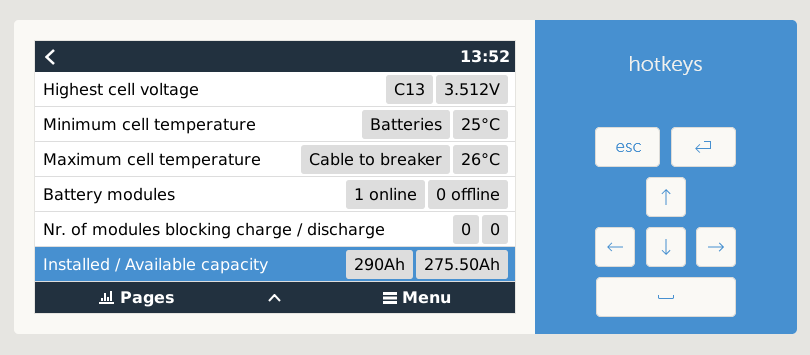 13:52
Highest cell voltage C13 3.512V
Minimum cell temperature Batteries 25°C
Maximum cell temperature Cable to breaker 26°C
Battery modules 1 online 0 offline
Nr. of modules blocking charge / discharge 0 0
Installed / Available capacity 290Ah 275.50Ah
Pages Menu
hotkeys
esc